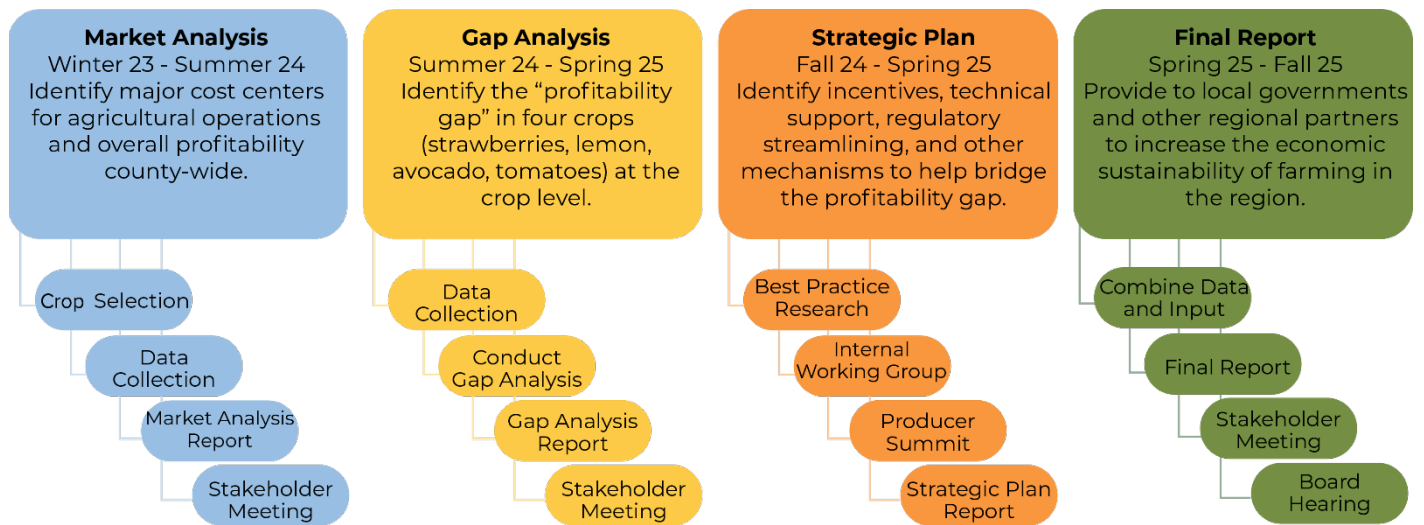 Market Analysis
Winter 23 - Summer 24
Identify major cost centers
for agricultural operations
and overall profitability
county-wide.
Crop Selection
Data
Collection
Market Analysis
Report
Stakeholder
Meeting
Gap Analysis
Summer 24 - Spring 25
Identify the “profitability
gap” in four crops
(strawberries, lemon,
avocado, tomatoes) at the
crop level.
Data
Collection
Conduct
Gap Analysis
Gap Analysis
Report
Stakeholder
Meeting
Strategic Plan
Fall 24 - Spring 25
Identify incentives, technical
support, regulatory
streamlining, and other
mechanisms to help bridge
the profitability gap.
Best Practice
Research
Internal
Working Group
Producer
Summit
Strategic Plan
Report
Final Report
Spring 25 - Fall 25
Provide to local governments
and other regional partners
to increase the economic
sustainability of farming in
the region.
Combine Data
and Input
Final Report
Stakeholder
Meeting
Board
Hearing